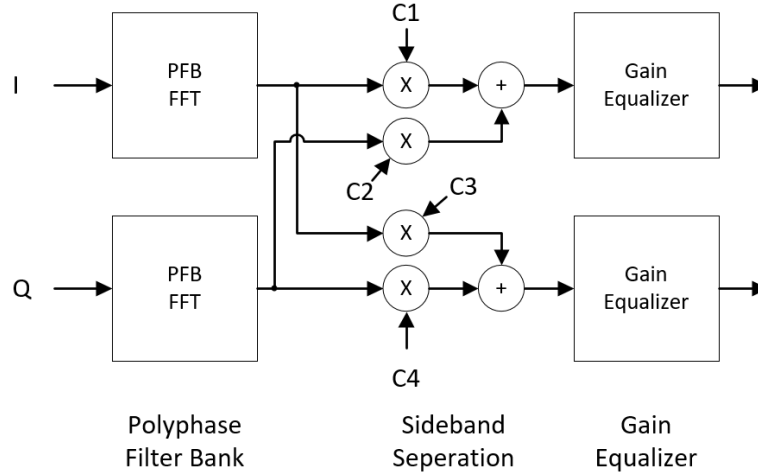 C1
I
PFB
FFT
X
+
Gain
Equalizer
X
C2
C3
X
Q
PFB
FFT
X
+
Gain
Equalizer
C4
Polyphase
Filter Bank
Sideband
Seperation
Gain
Equalizer